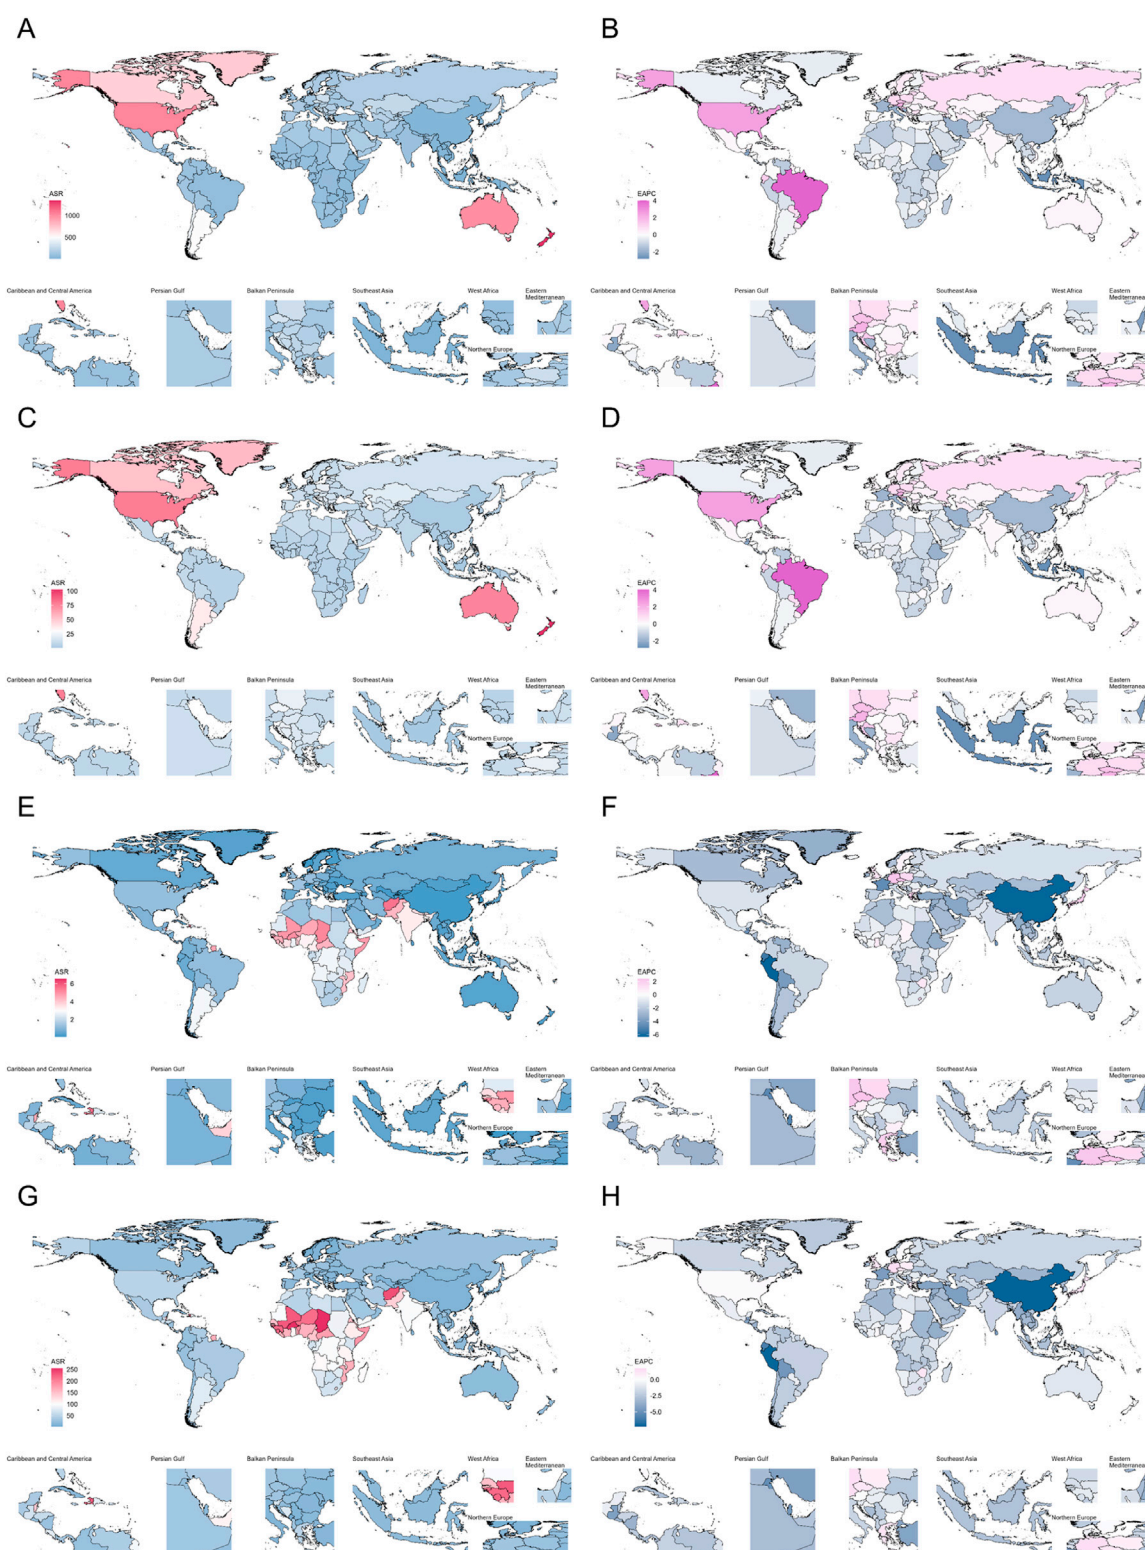 A
B
ASR
1000
500
EAPC
4
2
0
-2
Caribbean and Central America
Persian Gulf
Balkan Peninsula
Southeast Asia
West Africa
Eastern
Mediterranean
Northern Europe
Caribbean and Central America
Persian Gulf
Balkan Peninsula
Southeast Asia
West Africa
Eastern
Mediterranean
Northern Europe
C
D
ASR
100
75
50
25
EAPC
4
2
0
-2
Caribbean and Central America
Persian Gulf
Balkan Peninsula
Southeast Asia
West Africa
Eastern
Mediterranean
Northern Europe
Caribbean and Central America
Persian Gulf
Balkan Peninsula
Southeast Asia
West Africa
Eastern
Mediterranean
Northern Europe
E
F
ASR
6
4
2
EAPC
2
0
-2
-4
-6
Caribbean and Central America
Persian Gulf
Balkan Peninsula
Southeast Asia
West Africa
Eastern
Mediterranean
Northern Europe
Caribbean and Central America
Persian Gulf
Balkan Peninsula
Southeast Asia
West Africa
Eastern
Mediterranean
Northern Europe
G
H
ASR
250
200
150
100
50
EAPC
0.0
-2.5
-5.0
Caribbean and Central America
Persian Gulf
Balkan Peninsula
Southeast Asia
West Africa
Eastern
Mediterranean
Northern Europe
Caribbean and Central America
Persian Gulf
Balkan Peninsula
Southeast Asia
West Africa
Eastern
Mediterranean
Northern Europe